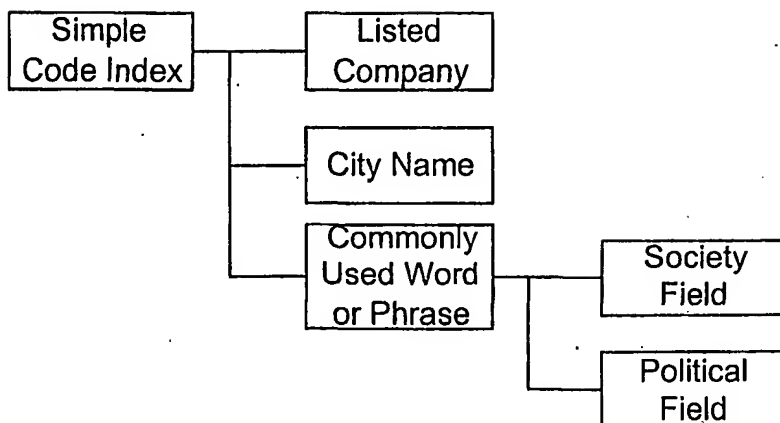 Simple
Code Index
Listed
Company
City Name
Commonly
Used Word
or Phrase
Society
Field
Political
Field